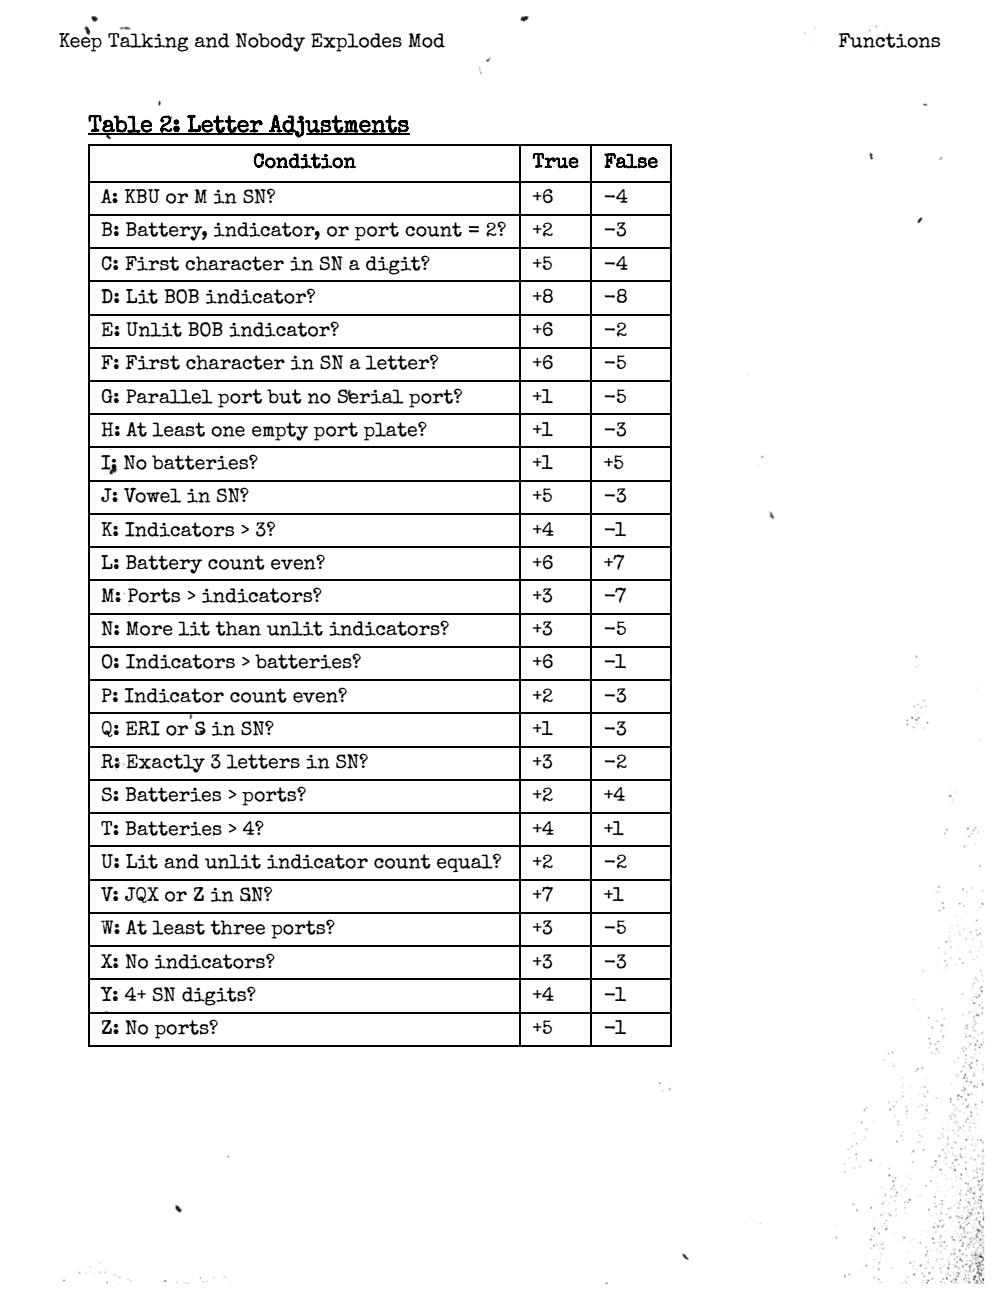 Keep Talking and Nobody Explodes Mod Functions
Table 2: Letter Adjustments
Condition True False
A: KBU or M in SN? +6 −4
B: Battery, indicator, or port count = 2? +2 −3
C: First character in SN a digit? +5 −4
D: Lit BOB indicator? +8 −8
E: Unlit BOB indicator? +6 −2
F: First character in SN a letter? +6 −5
G: Parallel port but no Serial port? +1 −5
H: At least one empty port plate? +1 −3
I: No batteries? +1 +5
J: Vowel in SN? +5 −3
K: Indicators > 3? +4 −1
L: Battery count even? +6 +7
M: Ports > indicators? +3 −7
N: More lit than unlit indicators? +3 −5
O: Indicators > batteries? +6 −1
P: Indicator count even? +2 −3
Q: ERI or S in SN? +1 −3
R: Exactly 3 letters in SN? +3 −2
S: Batteries > ports? +2 +4
T: Batteries > 4? +4 +1
U: Lit and unlit indicator count equal? +2 −2
V: JQX or Z in SN? +7 +1
W: At least three ports? +3 −5
X: No indicators? +3 −3
Y: 4+ SN digits? +4 −1
Z: No ports? +5 −1